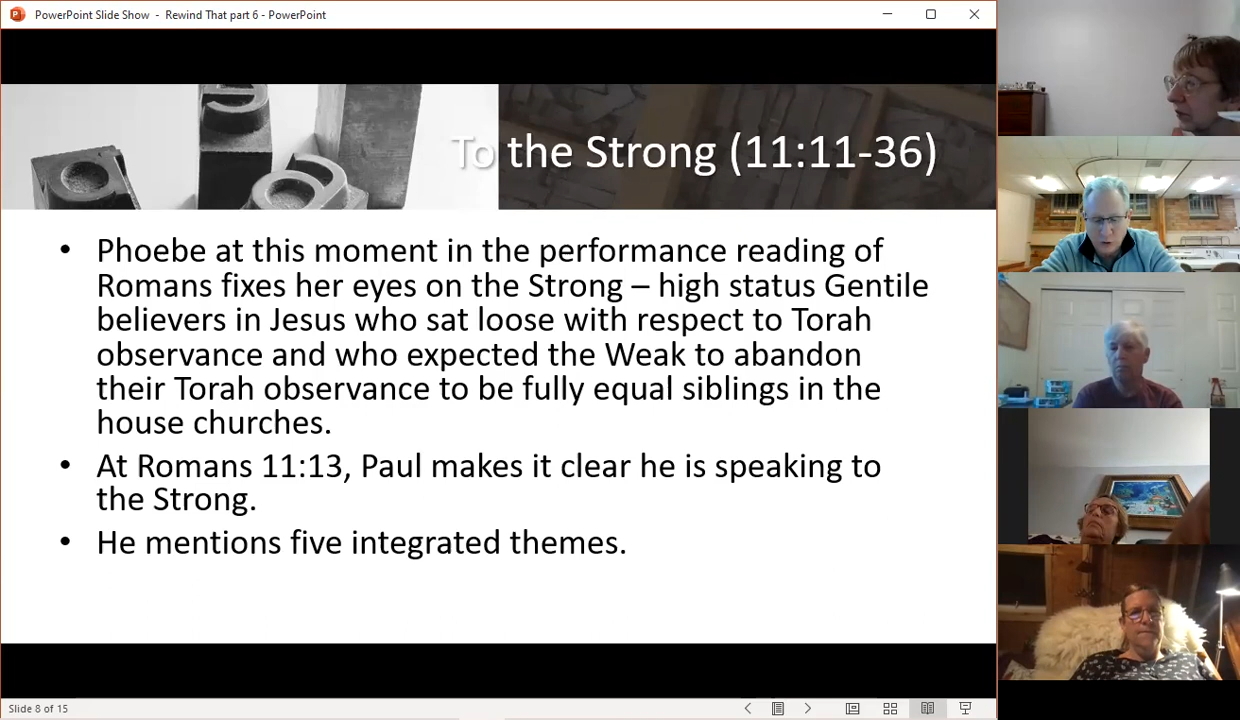 PowerPoint Slide Show - Rewind That part 6 - PowerPoint
To the Strong (11:11-36)
• Phoebe at this moment in the performance reading of
Romans fixes her eyes on the Strong – high status Gentile
believers in Jesus who sat loose with respect to Torah
observance and who expected the Weak to abandon
their Torah observance to be fully equal siblings in the
house churches.
• At Romans 11:13, Paul makes it clear he is speaking to
the Strong.
• He mentions five integrated themes.
Slide 8 of 15